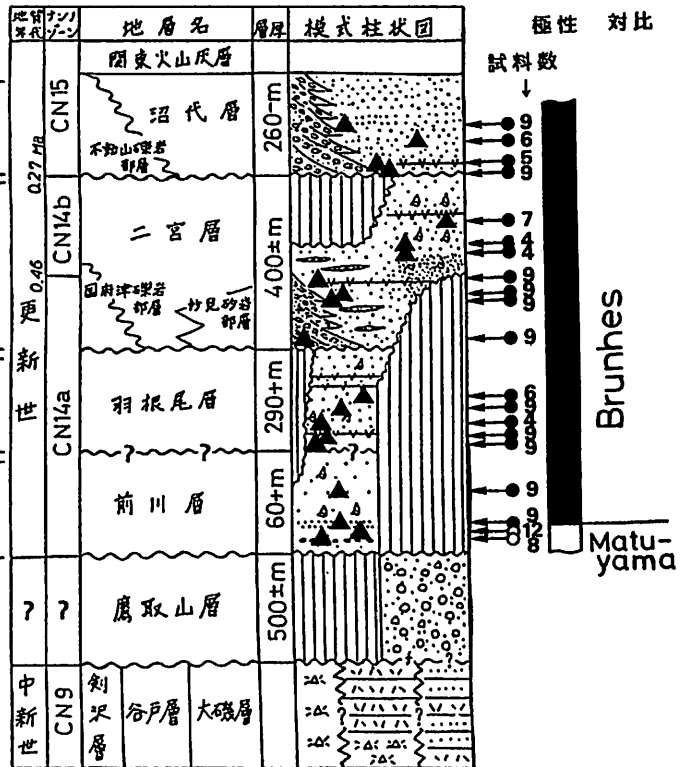 地質年代 ナンノゾーン 地層名 層厚 模式柱状図 極性 対比
試料数
関東火山灰層
CN15 沼代層 260-m
不動山礫岩部層
0.27 Ma
CN14b 二宮層 400±m
0.46
国府津礫岩部層 妙見砂岩部層
更新世
CN14a 羽根尾層 290+m
? ? ?
前川層 60+m
? ? 鷹取山層 500±m
中新世 CN9 剣沢層 谷戸層 大磯層
9
6
5
9
7
4
4
9
9
9
6
9
4
9
9
9
9
12
8
Brunhes
Matu-
yama